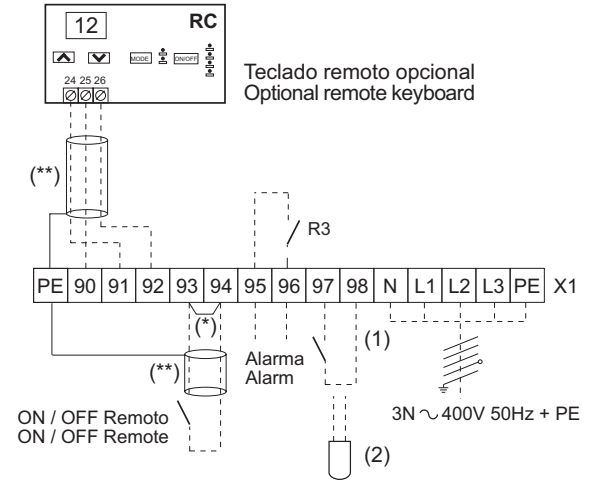 12 RC
MODE ON/OFF
24 25 26
Teclado remoto opcional
Optional remote keyboard
(**)
R3
PE 90 91 92 93 94 95 96 97 98 N L1 L2 L3 PE X1
(*)
(1)
Alarma
Alarm
(**)
ON / OFF Remoto
ON / OFF Remote
3N ~ 400V 50Hz + PE
(2)